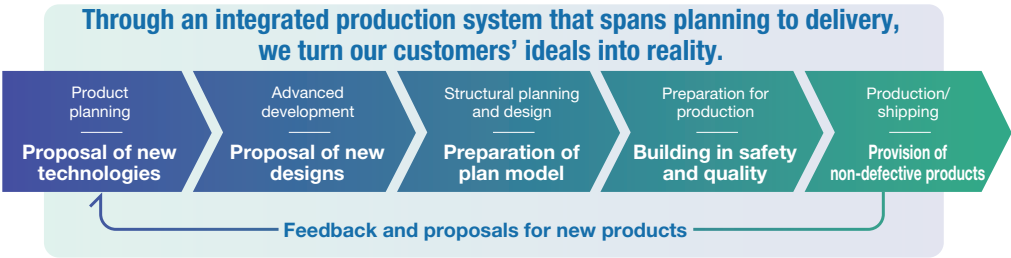 Through an integrated production system that spans planning to delivery,
we turn our customers’ ideals into reality.
Product
planning
Proposal of new
technologies
Advanced
development
Proposal of new
designs
Structural planning
and design
Preparation of
plan model
Preparation for
production
Building in safety
and quality
Production/
shipping
Provision of
non-defective products
Feedback and proposals for new products